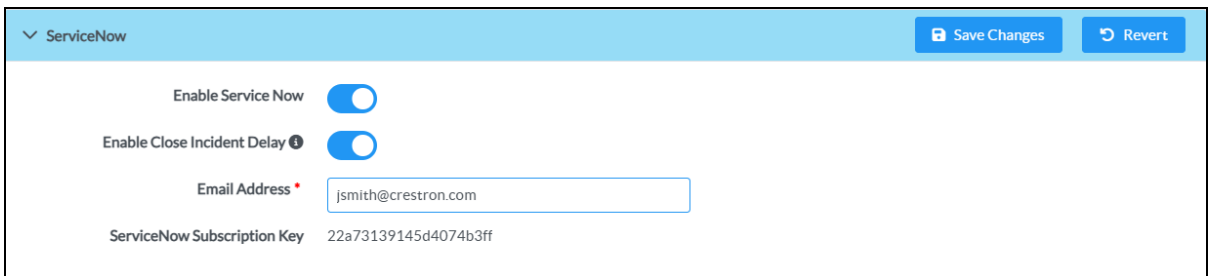 ServiceNow Save Changes Revert
Enable Service Now
Enable Close Incident Delay
Email Address * jsmith@crestron.com
ServiceNow Subscription Key 22a73139145d4074b3ff